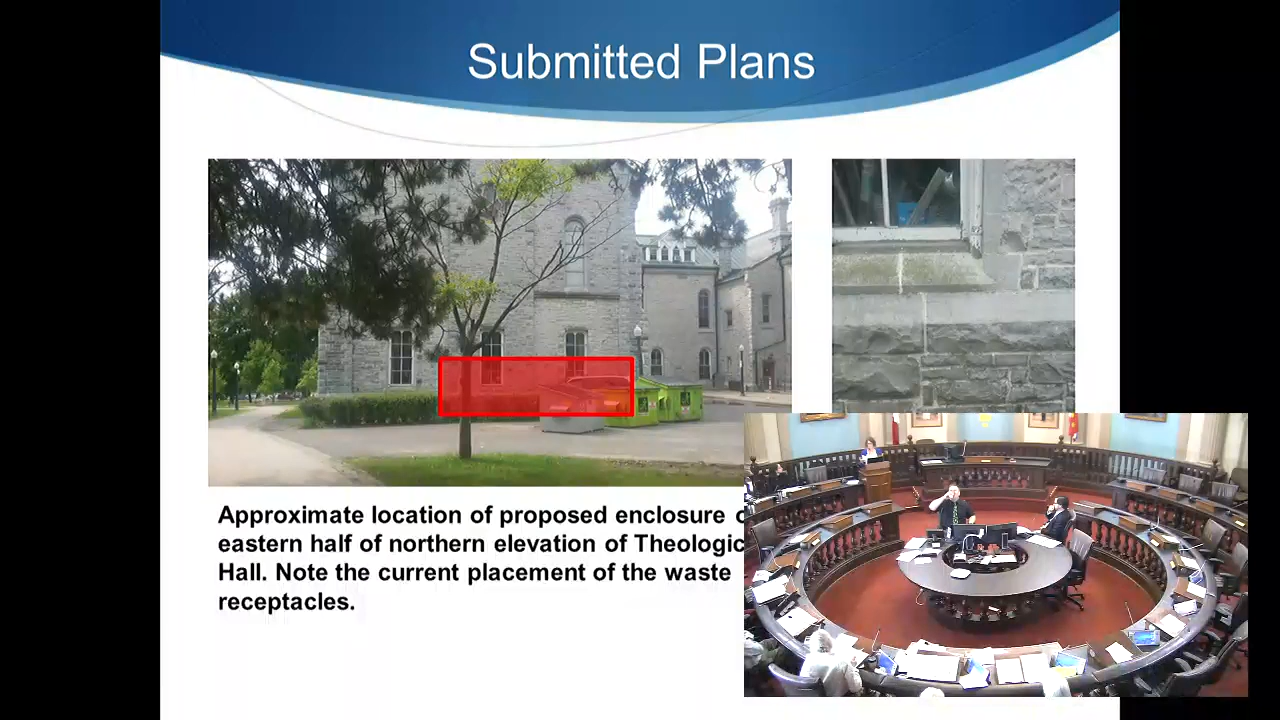 Submitted Plans
Approximate location of proposed enclosure
eastern half of northern elevation of
Hall. Note the current placement of the waste
receptacles.